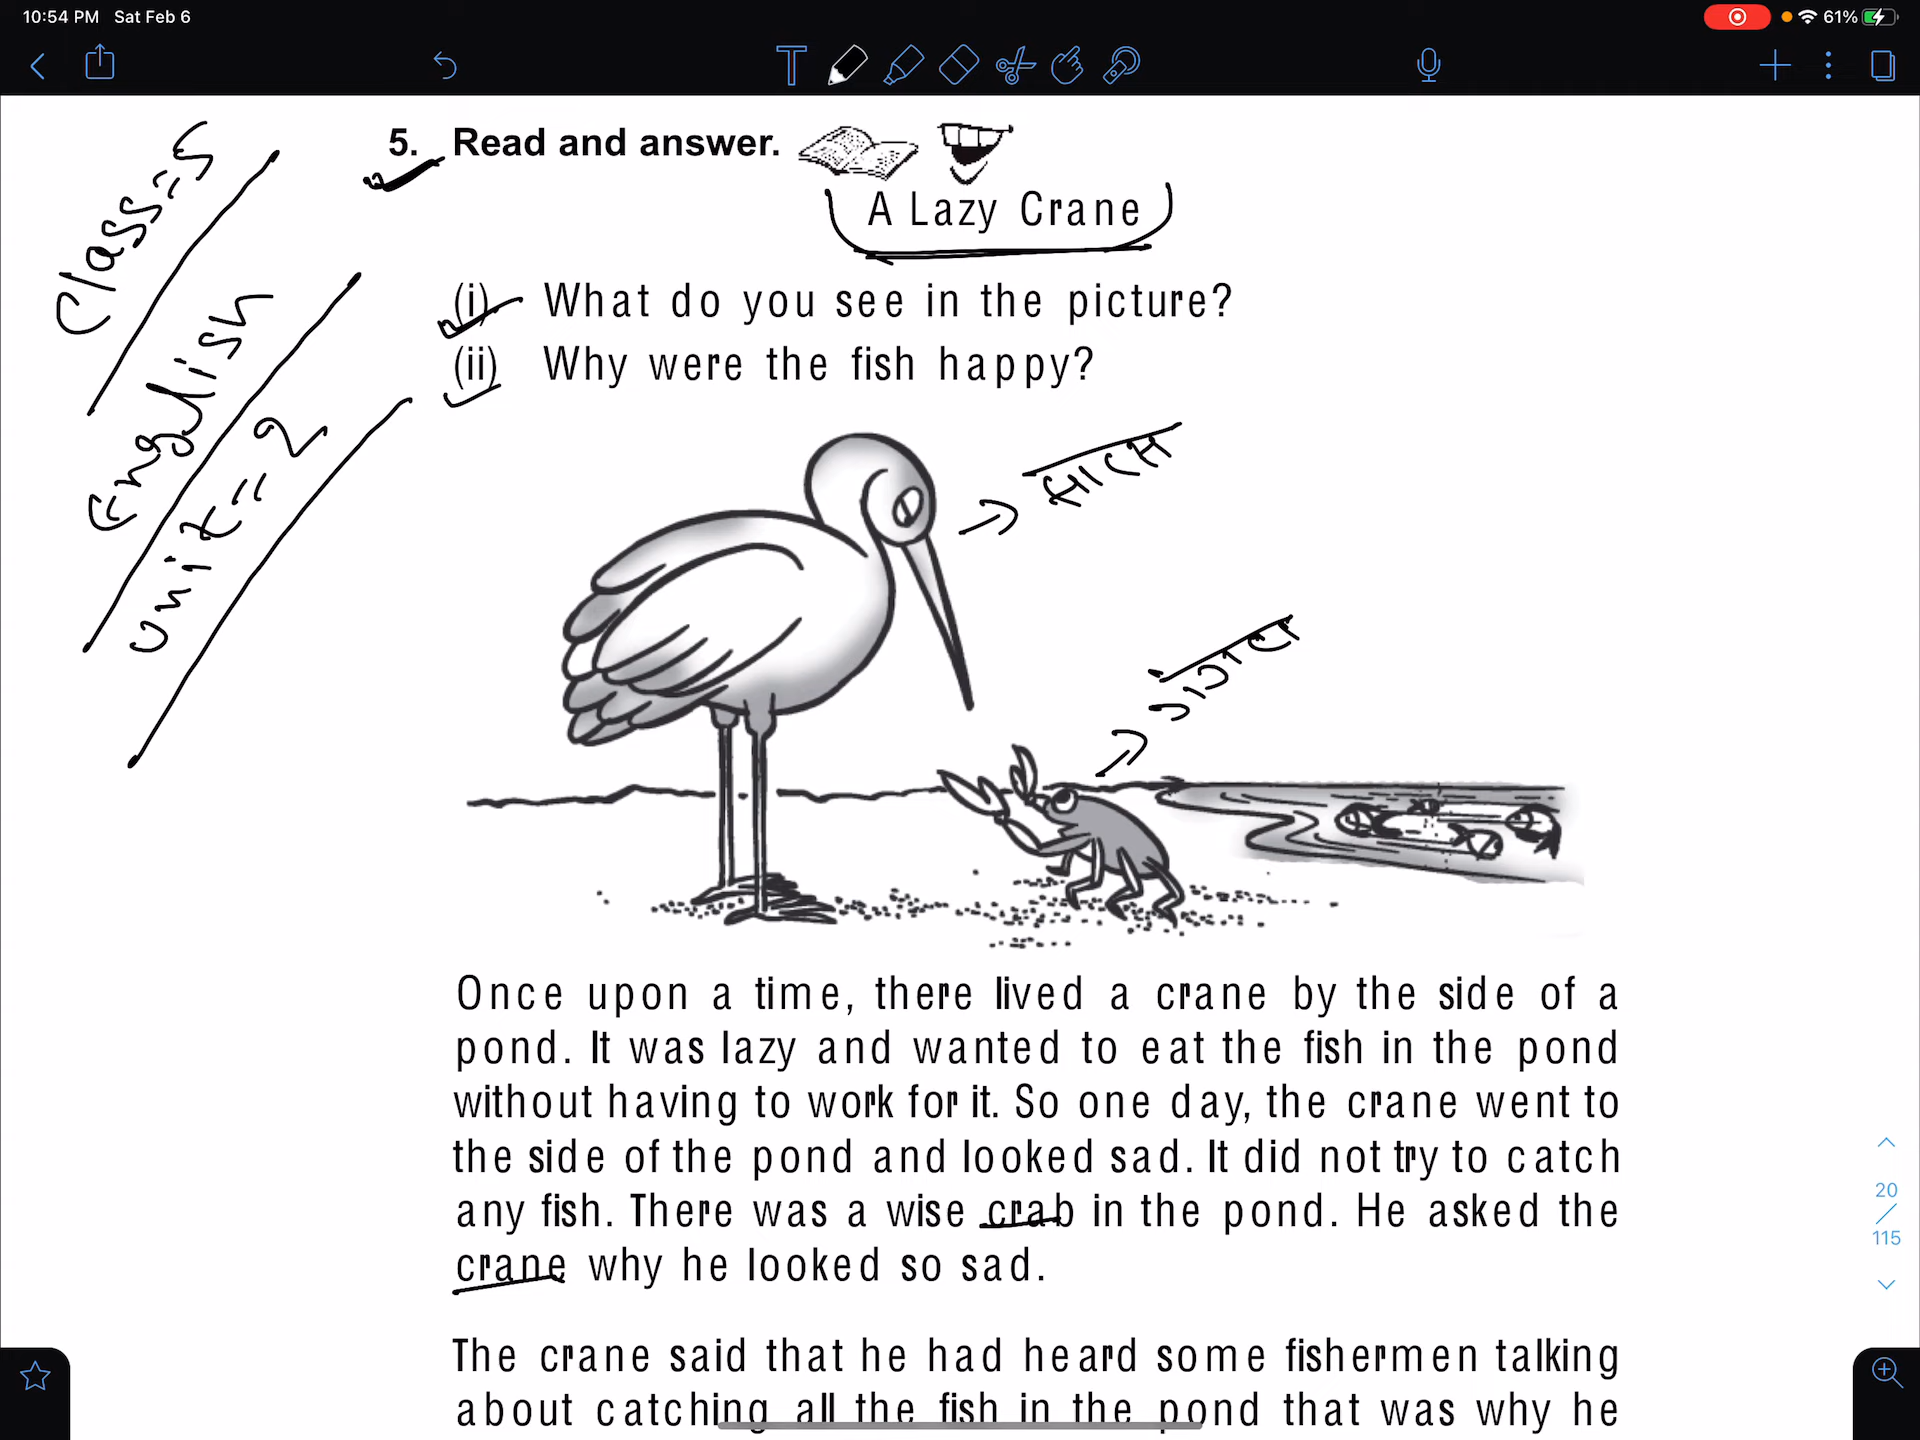 10:54 PM Sat Feb 6
61%
Class=5
English
unit=2
5. Read and answer.
A Lazy Crane
(i) What do you see in the picture?
(ii) Why were the fish happy?
Once upon a time, there lived a crane by the side of a
pond. It was lazy and wanted to eat the fish in the pond
without having to work for it. So one day, the crane went to
the side of the pond and looked sad. It did not try to catch
any fish. There was a wise crab in the pond. He asked the
crane why he looked so sad.
The crane said that he had heard some fishermen talking
about catching all the fish in the pond that was why he
20
/
115